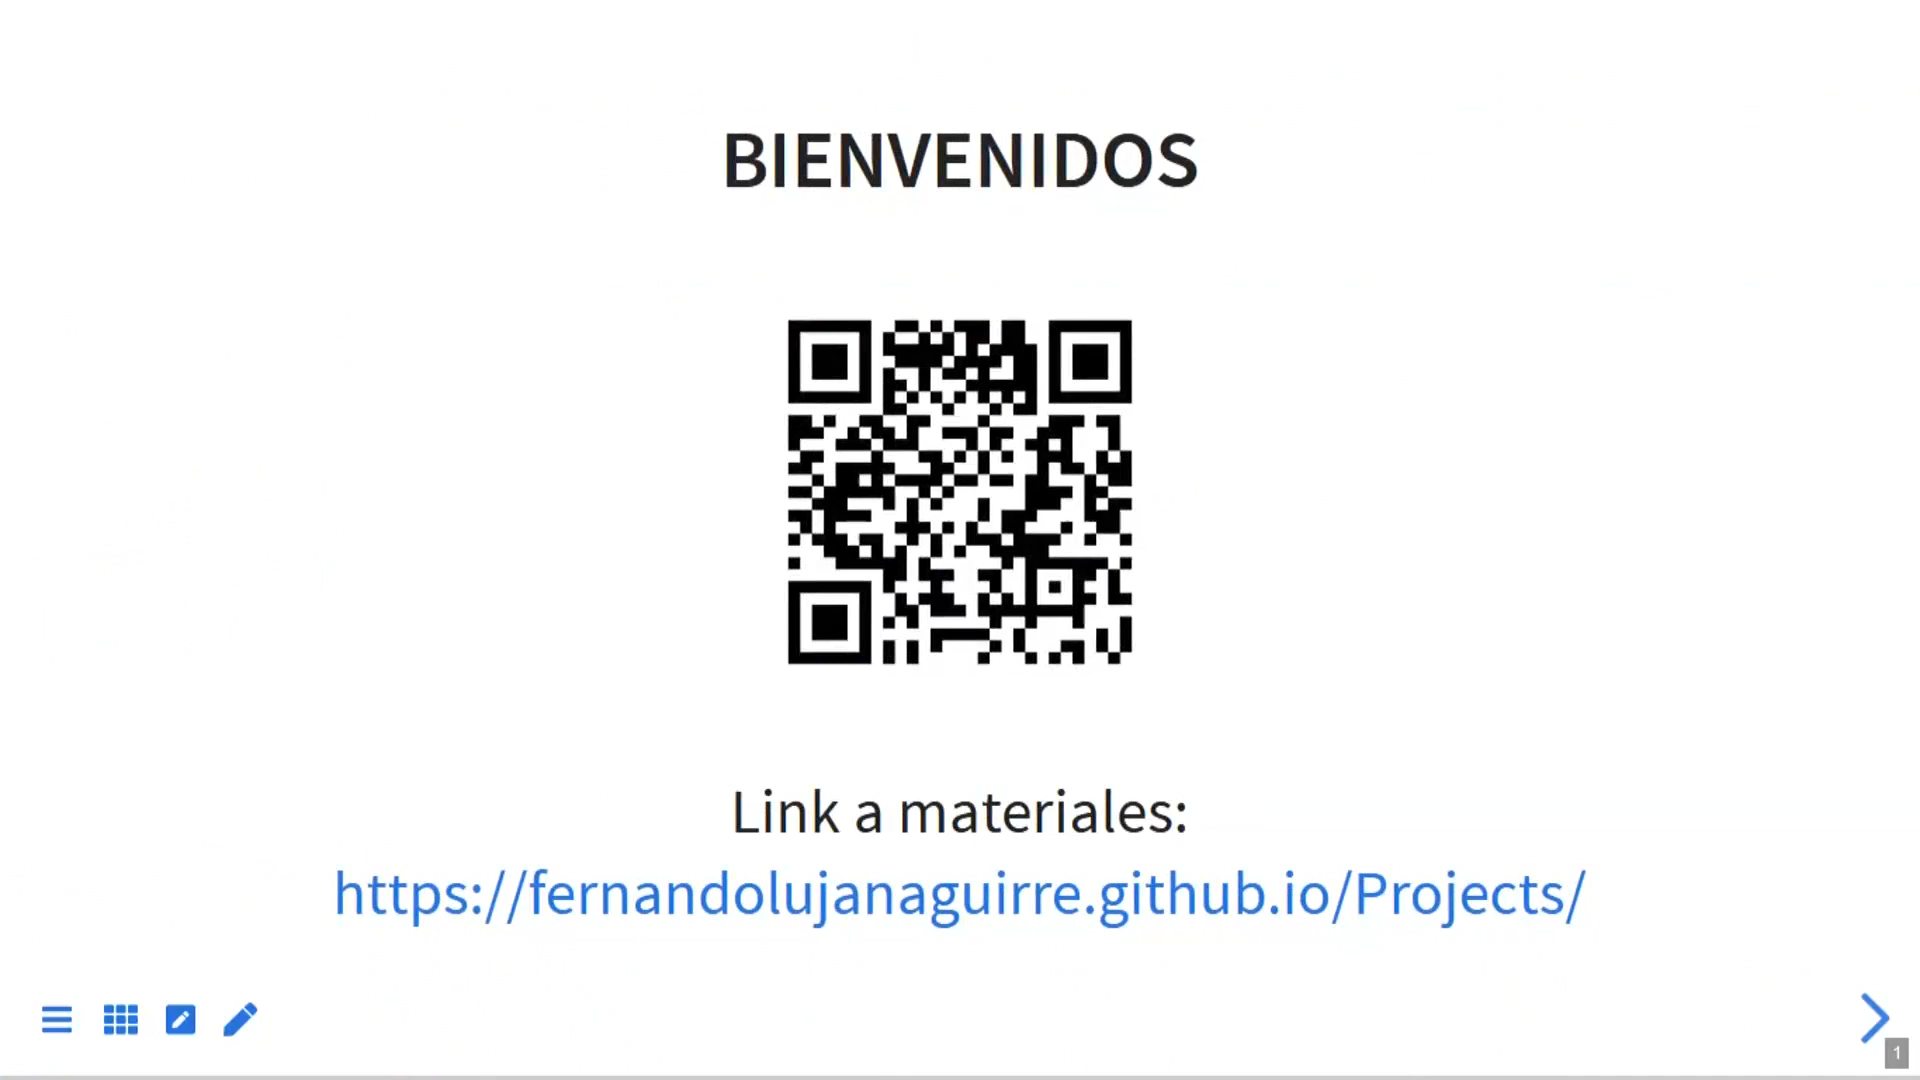 BIENVENIDOS
Link a materiales:
https://fernandolujanaguirre.github.io/Projects/
1